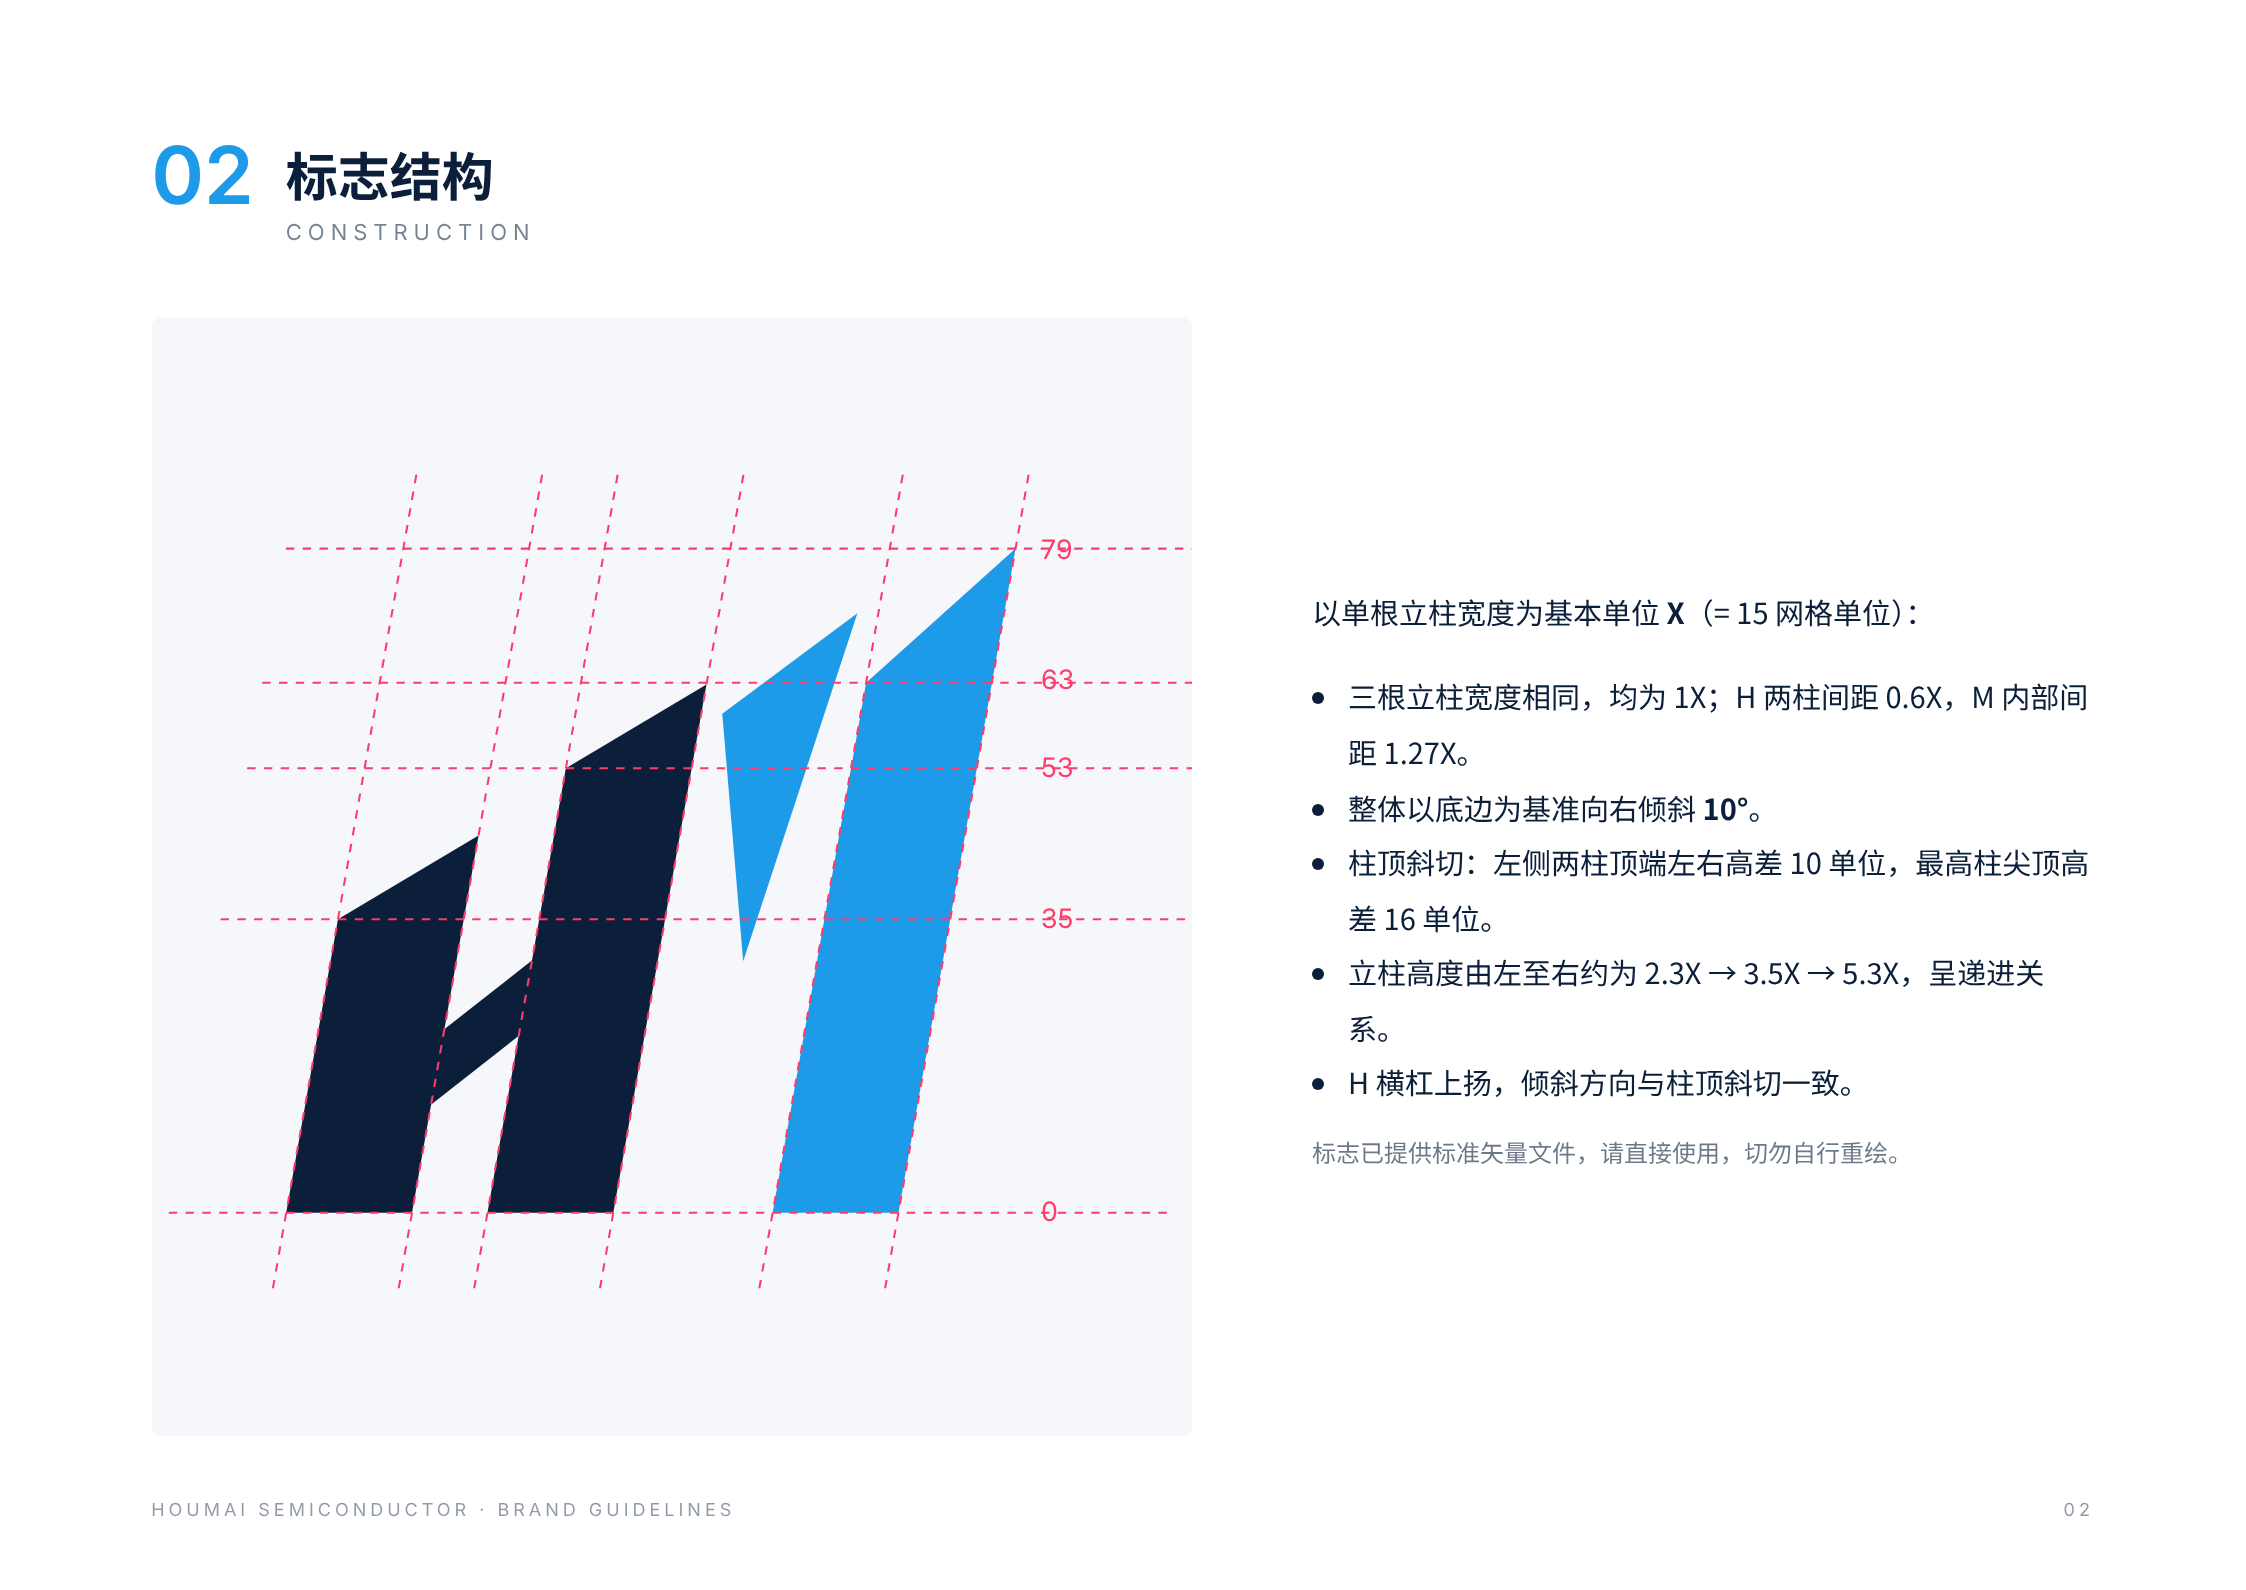 02 标志结构
CONSTRUCTION
79
63
53
35
0
以单根立柱宽度为基本单位 X（= 15 网格单位）：
三根立柱宽度相同，均为 1X；H 两柱间距 0.6X，M 内部间
距 1.27X。
整体以底边为基准向右倾斜 10°。
柱顶斜切：左侧两柱顶端左右高差 10 单位，最高柱尖顶高
差 16 单位。
立柱高度由左至右约为 2.3X → 3.5X → 5.3X，呈递进关
系。
H 横杠上扬，倾斜方向与柱顶斜切一致。
标志已提供标准矢量文件，请直接使用，切勿自行重绘。
HOUMAI SEMICONDUCTOR · BRAND GUIDELINES
02